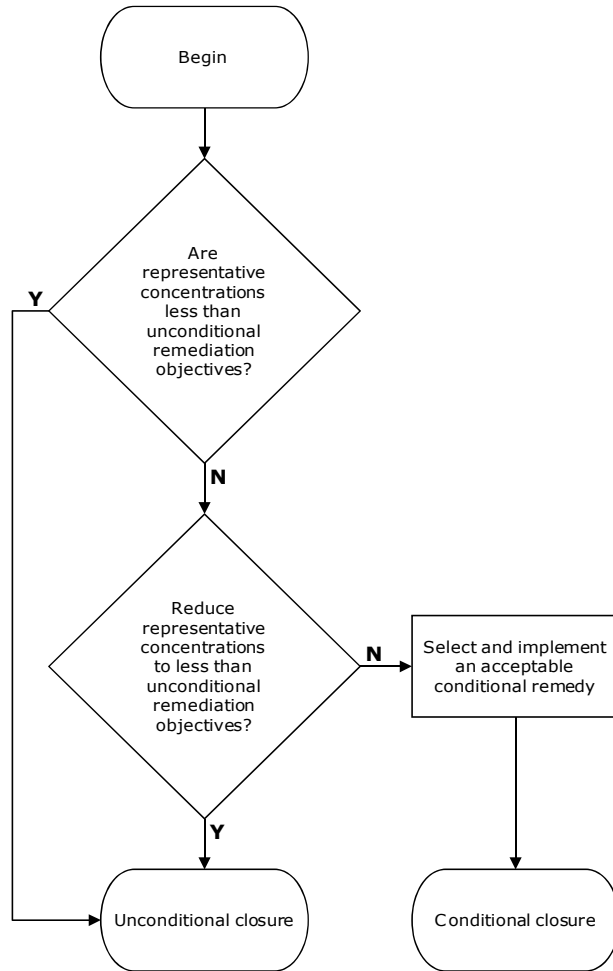 Begin
Are
representative
concentrations
less than
unconditional
remediation
objectives?
Y
N
Reduce
representative
concentrations
to less than
unconditional
remediation
objectives?
N
Select and implement
an acceptable
conditional remedy
Y
Unconditional closure
Conditional closure